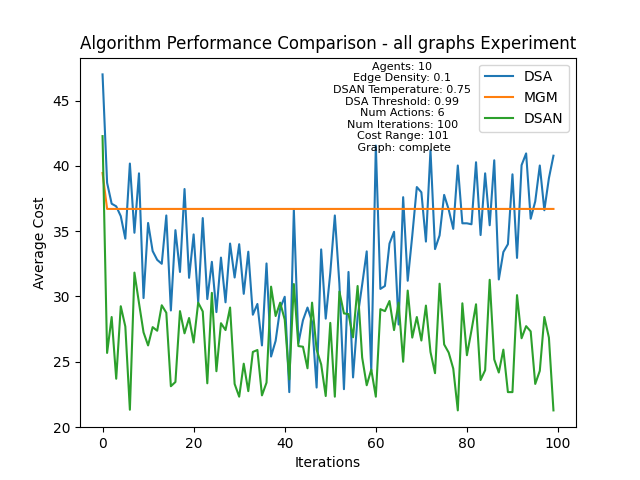 Algorithm Performance Comparison - all graphs Experiment
Agents: 10
Edge Density: 0.1
DSAN Temperature: 0.75
DSA Threshold: 0.99
Num Actions: 6
Num Iterations: 100
Cost Range: 101
Graph: complete
DSA
MGM
DSAN
Average Cost
45
40
35
30
25
20
0
20
40
60
80
100
Iterations